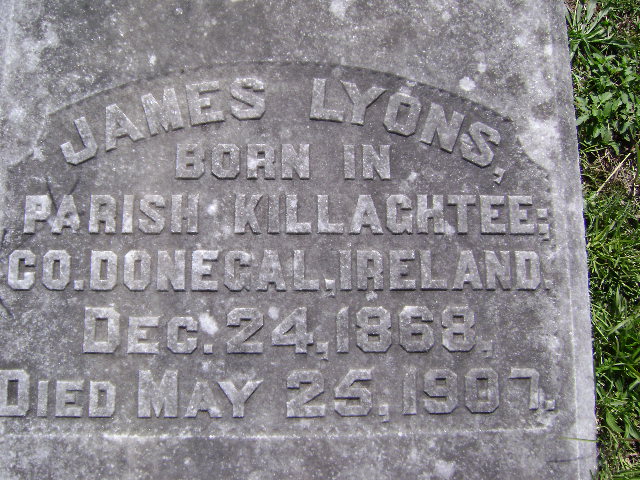 JAMES LYONS,
BORN IN
PARISH KILLAGHTEE;
CO. DONEGAL, IRELAND.
DEC. 24, 1868.
DIED MAY 25, 1907.